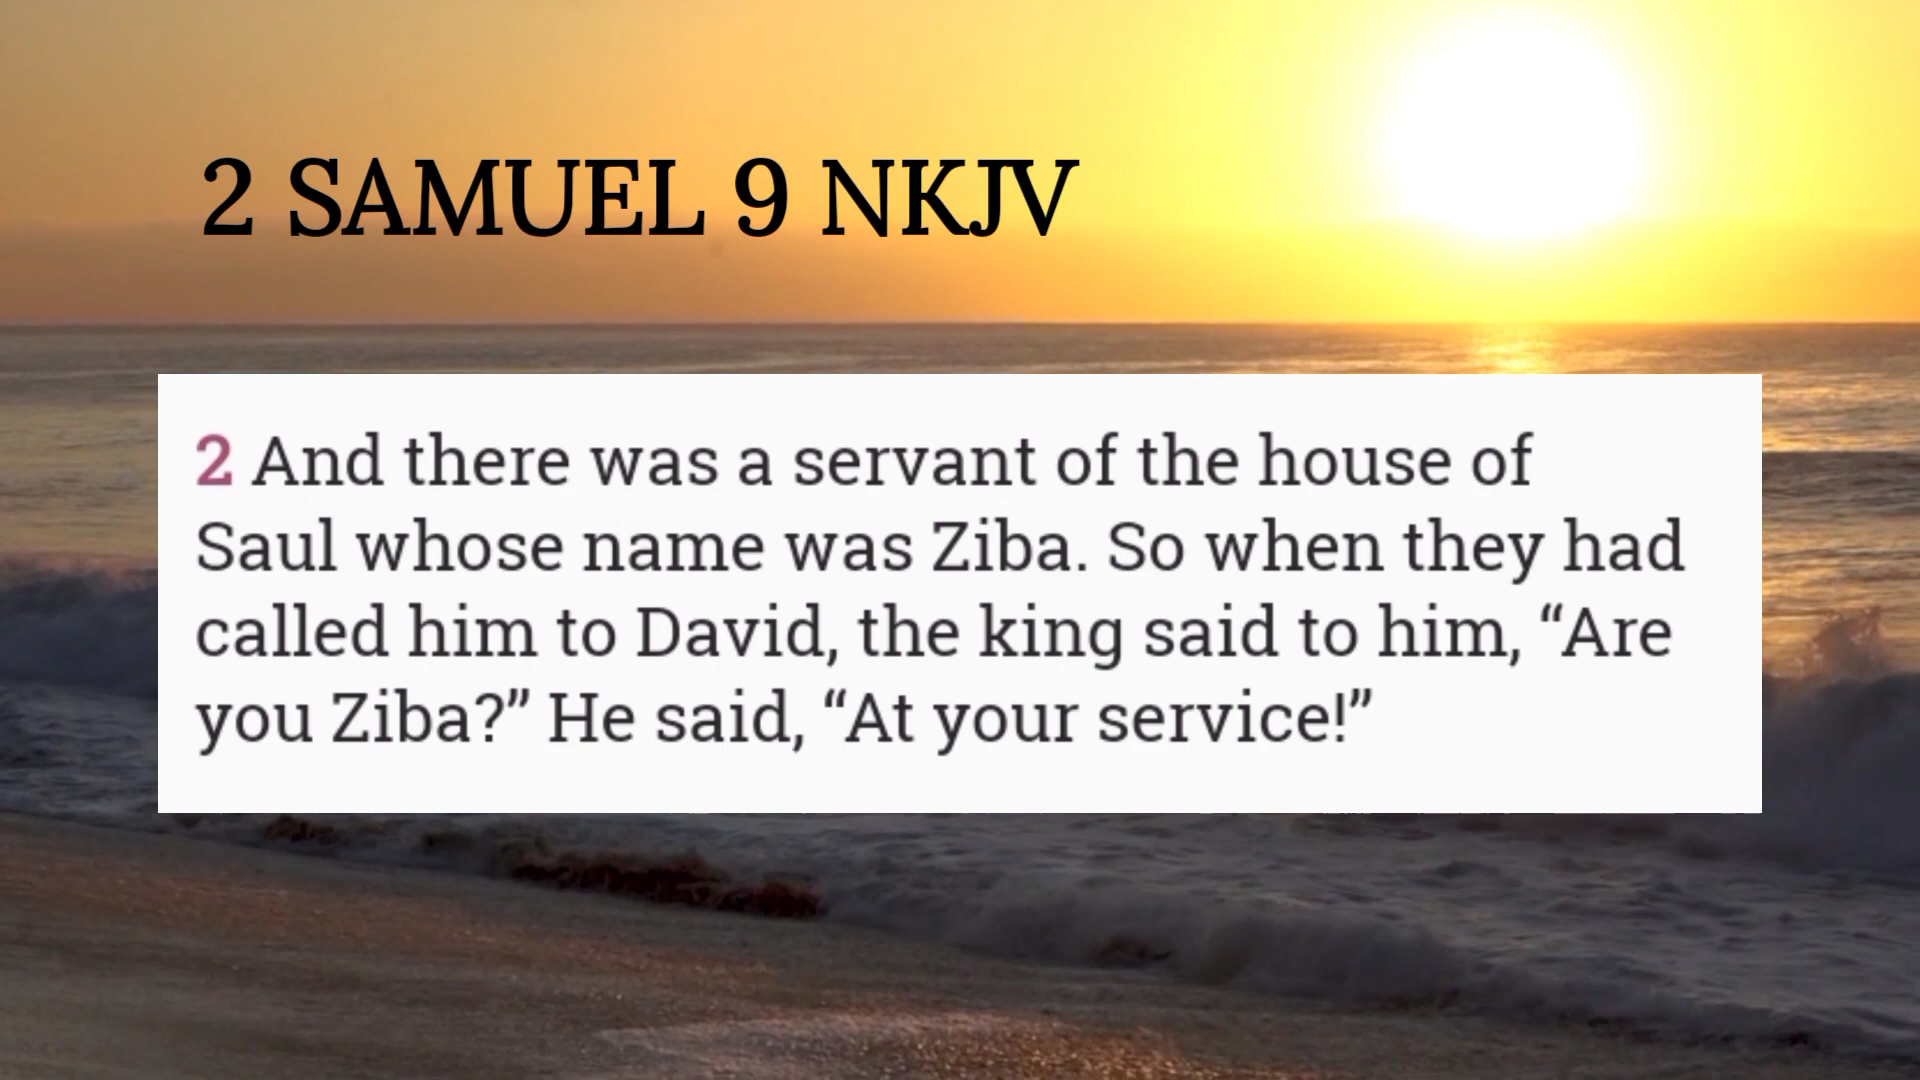 2 SAMUEL 9 NKJV
2 And there was a servant of the house of
Saul whose name was Ziba. So when they had
called him to David, the king said to him, “Are
you Ziba?” He said, “At your service!”